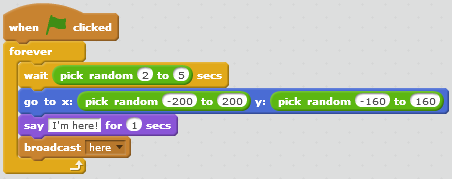 when clicked
forever
wait pick random 2 to 5 secs
go to x: pick random -200 to 200 y: pick random -160 to 160
say I'm here! for 1 secs
broadcast here